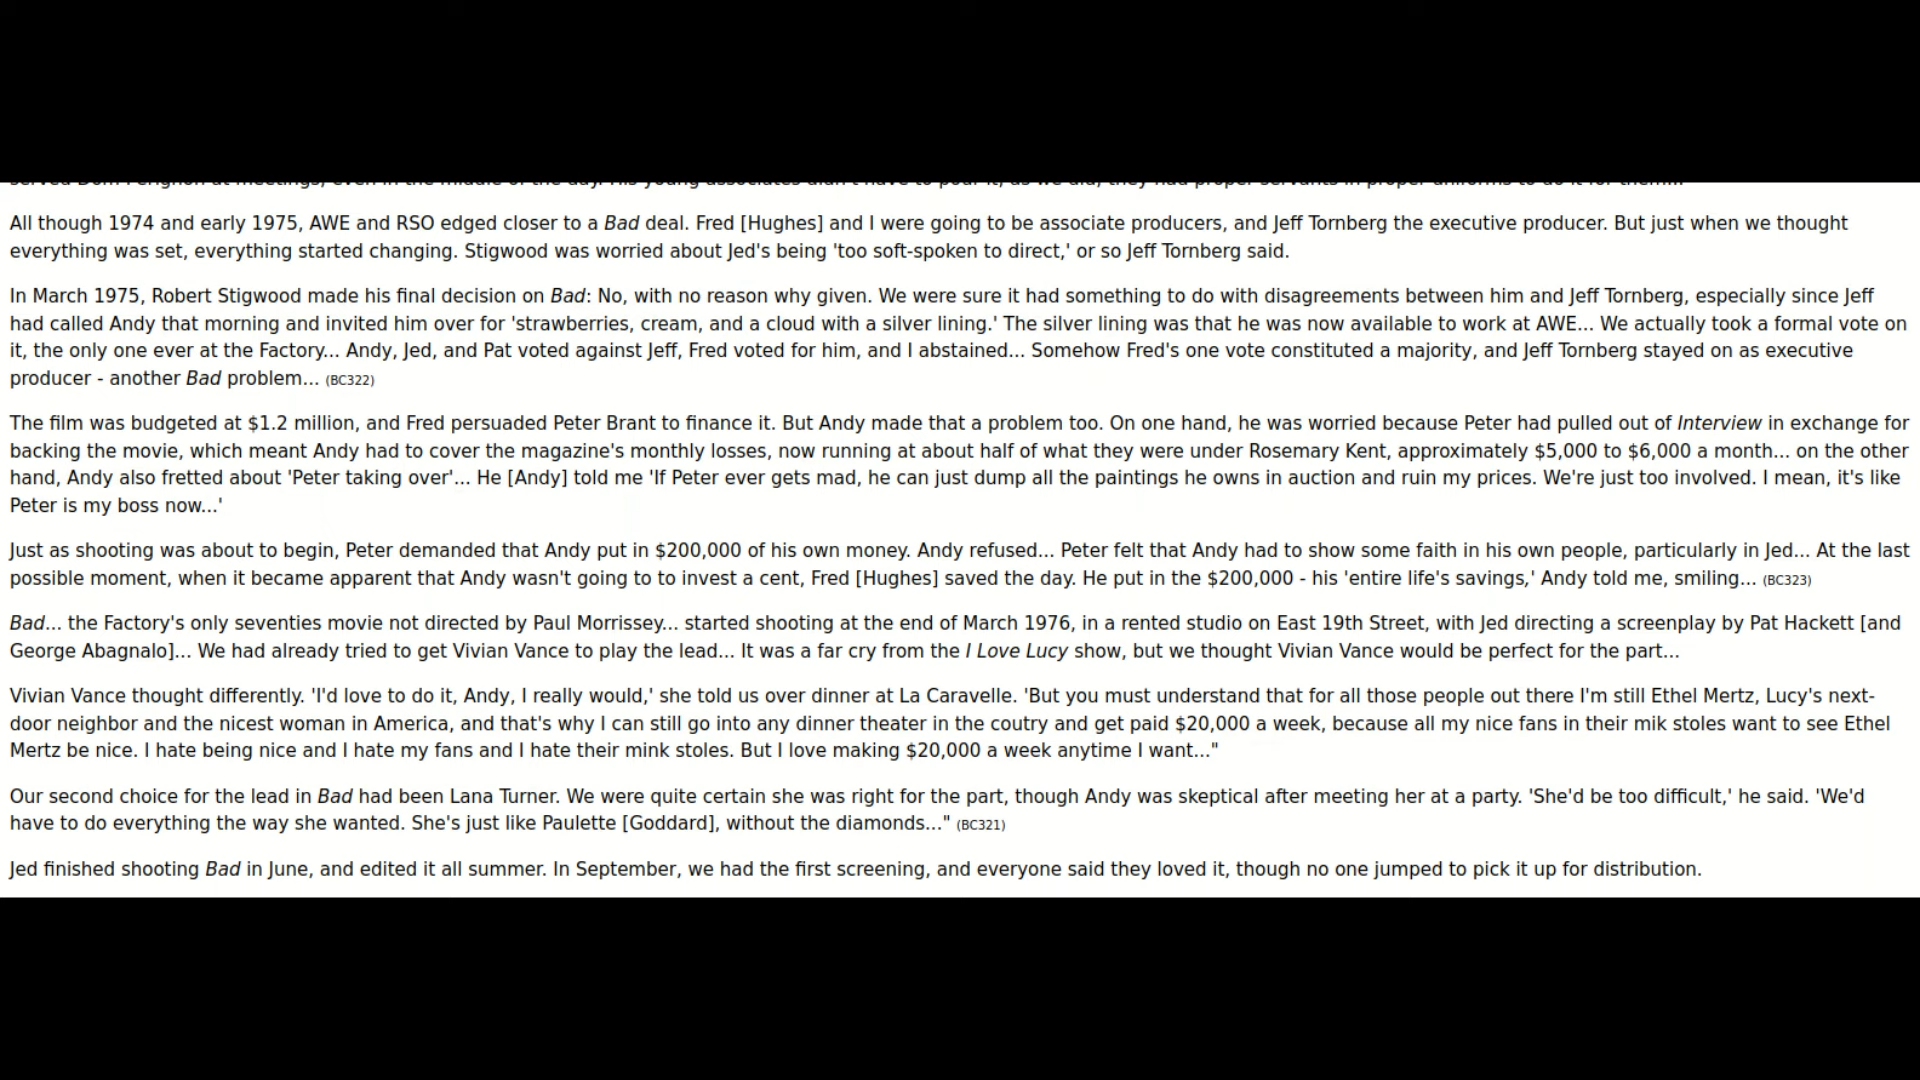 All though 1974 and early 1975, AWE and RSO edged closer to a Bad deal. Fred [Hughes] and I were going to be associate producers, and Jeff Tornberg the executive producer. But just when we thought
everything was set, everything started changing. Stigwood was worried about Jed's being 'too soft-spoken to direct,' or so Jeff Tornberg said.
In March 1975, Robert Stigwood made his final decision on Bad: No, with no reason why given. We were sure it had something to do with disagreements between him and Jeff Tornberg, especially since Jeff
had called Andy that morning and invited him over for 'strawberries, cream, and a cloud with a silver lining.' The silver lining was that he was now available to work at AWE... We actually took a formal vote on
it, the only one ever at the Factory... Andy, Jed, and Pat voted against Jeff, Fred voted for him, and I abstained... Somehow Fred's one vote constituted a majority, and Jeff Tornberg stayed on as executive
producer - another Bad problem... (BC322)
The film was budgeted at $1.2 million, and Fred persuaded Peter Brant to finance it. But Andy made that a problem too. On one hand, he was worried because Peter had pulled out of Interview in exchange for
backing the movie, which meant Andy had to cover the magazine's monthly losses, now running at about half of what they were under Rosemary Kent, approximately $5,000 to $6,000 a month... on the other
hand, Andy also fretted about 'Peter taking over'... He [Andy] told me 'If Peter ever gets mad, he can just dump all the paintings he owns in auction and ruin my prices. We're just too involved. I mean, it's like
Peter is my boss now...'
Just as shooting was about to begin, Peter demanded that Andy put in $200,000 of his own money. Andy refused... Peter felt that Andy had to show some faith in his own people, particularly in Jed... At the last
possible moment, when it became apparent that Andy wasn't going to to invest a cent, Fred [Hughes] saved the day. He put in the $200,000 - his 'entire life's savings,' Andy told me, smiling... (BC323)
Bad... the Factory's only seventies movie not directed by Paul Morrissey... started shooting at the end of March 1976, in a rented studio on East 19th Street, with Jed directing a screenplay by Pat Hackett [and
George Abagnalo]... We had already tried to get Vivian Vance to play the lead... It was a far cry from the I Love Lucy show, but we thought Vivian Vance would be perfect for the part...
Vivian Vance thought differently. 'I'd love to do it, Andy, I really would,' she told us over dinner at La Caravelle. 'But you must understand that for all those people out there I'm still Ethel Mertz, Lucy's next-
door neighbor and the nicest woman in America, and that's why I can still go into any dinner theater in the coutry and get paid $20,000 a week, because all my nice fans in their mik stoles want to see Ethel
Mertz be nice. I hate being nice and I hate my fans and I hate their mink stoles. But I love making $20,000 a week anytime I want..."
Our second choice for the lead in Bad had been Lana Turner. We were quite certain she was right for the part, though Andy was skeptical after meeting her at a party. 'She'd be too difficult,' he said. 'We'd
have to do everything the way she wanted. She's just like Paulette [Goddard], without the diamonds..." (BC321)
Jed finished shooting Bad in June, and edited it all summer. In September, we had the first screening, and everyone said they loved it, though no one jumped to pick it up for distribution.